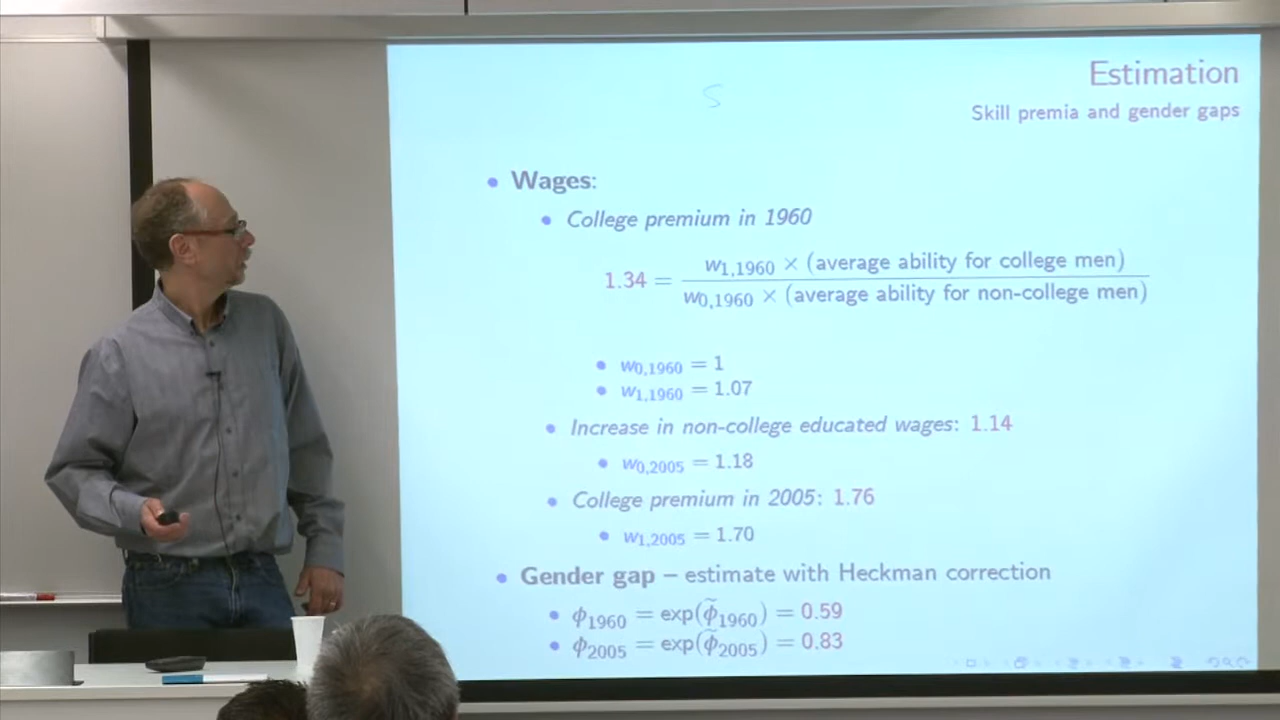 Estimation
Skill premia and gender gaps
S
• Wages:
• College premium in 1960
1.34 = w1,1960 × (average ability for college men) / w0,1960 × (average ability for non-college men)
• w0,1960 = 1
• w1,1960 = 1.07
• Increase in non-college educated wages: 1.14
• w0,2005 = 1.18
• College premium in 2005: 1.76
• w1,2005 = 1.70
• Gender gap – estimate with Heckman correction
• ϕ1960 = exp(ϕ̃1960) = 0.59
• ϕ2005 = exp(ϕ̃2005) = 0.83